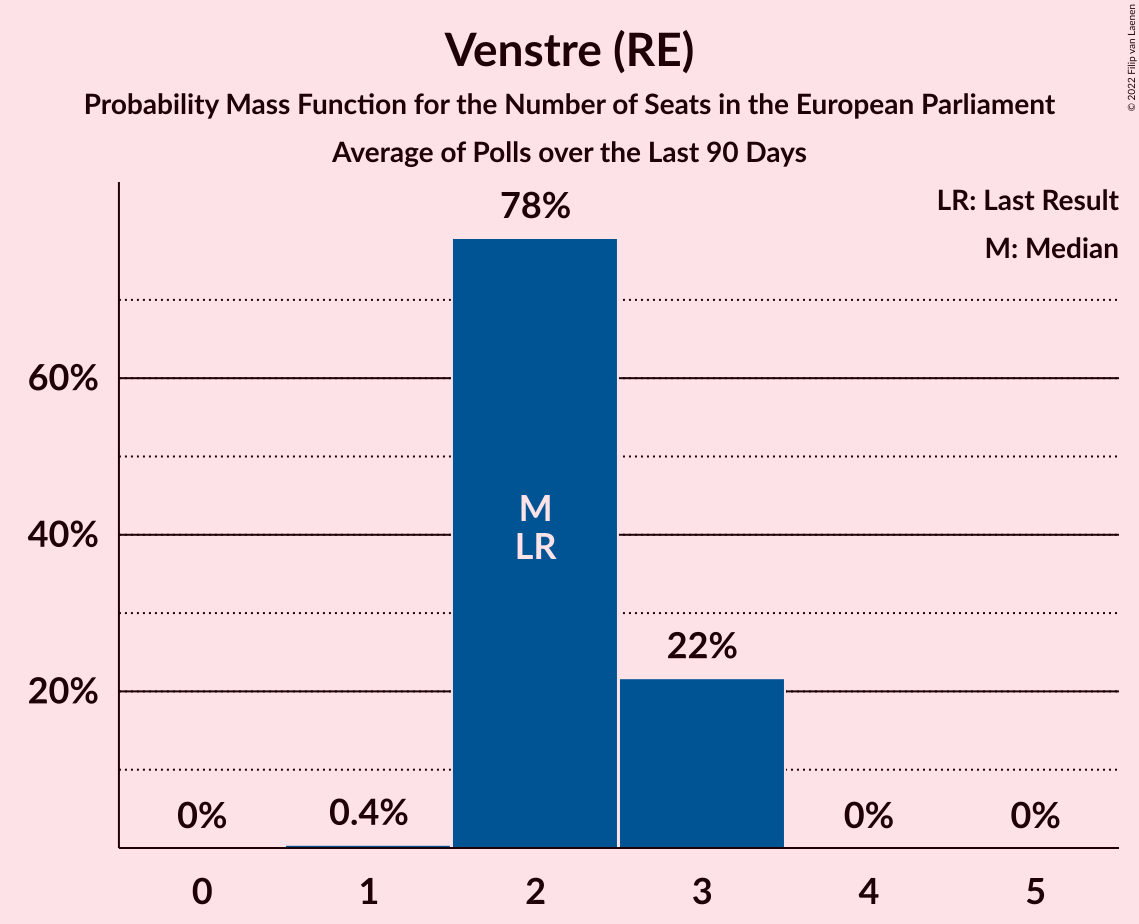 Venstre (RE)
Probability Mass Function for the Number of Seats in the European Parliament
Average of Polls over the Last 90 Days
© 2022 Filip van Laenen
LR: Last Result
M: Median
78%
60%
M
40%
LR
22%
20%
0%
0.4%
0%
0%
0 1 2 3 4 5